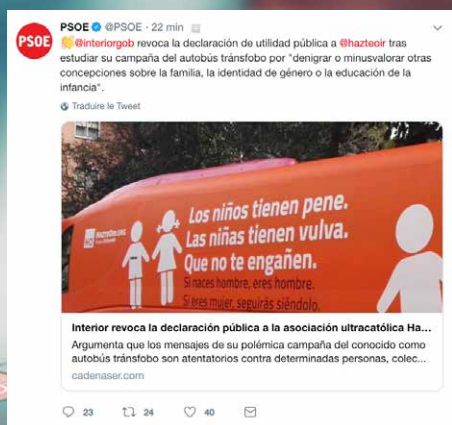 PSOE @PSOE · 22 min
PSOE
@interiorgob revoca la declaración de utilidad pública a @hazteoir tras
estudiar su campaña del autobús tránsfobo por "denigrar o minusvalorar otras
concepciones sobre la familia, la identidad de género o la educación de la
infancia".
Traduire le Tweet
HazteOir.org
Los niños tienen pene.
Las niñas tienen vulva.
Que no te engañen.
Si naces hombre, eres hombre.
Si eres mujer, seguirás siéndolo.
Interior revoca la declaración pública a la asociación ultracatólica Ha...
Argumenta que los mensajes de su polémica campaña del conocido como
autobús tránsfobo son atentatorios contra determinadas personas, colec...
cadenaser.com
23 24 40